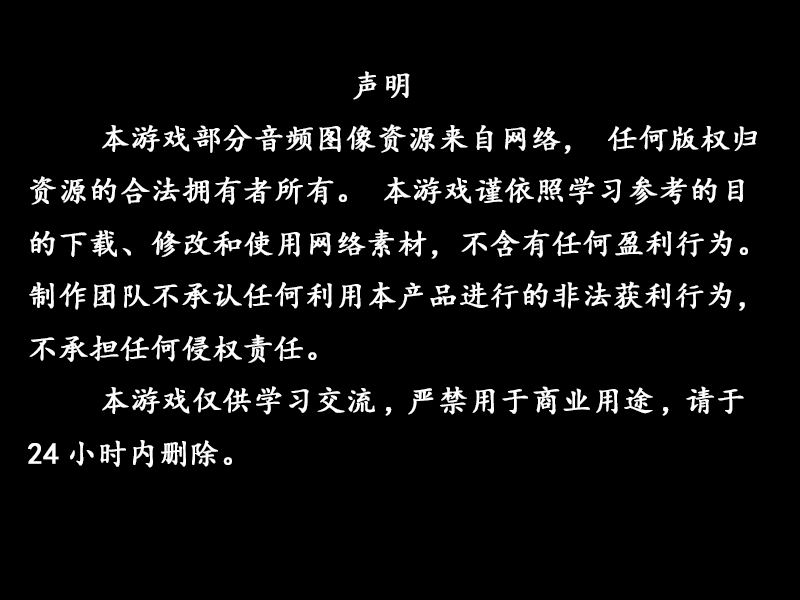 声明
本游戏部分音频图像资源来自网络， 任何版权归
资源的合法拥有者所有。 本游戏谨依照学习参考的目
的下载、修改和使用网络素材，不含有任何盈利行为。
制作团队不承认任何利用本产品进行的非法获利行为，
不承担任何侵权责任。
本游戏仅供学习交流，严禁用于商业用途，请于
24 小时内删除。